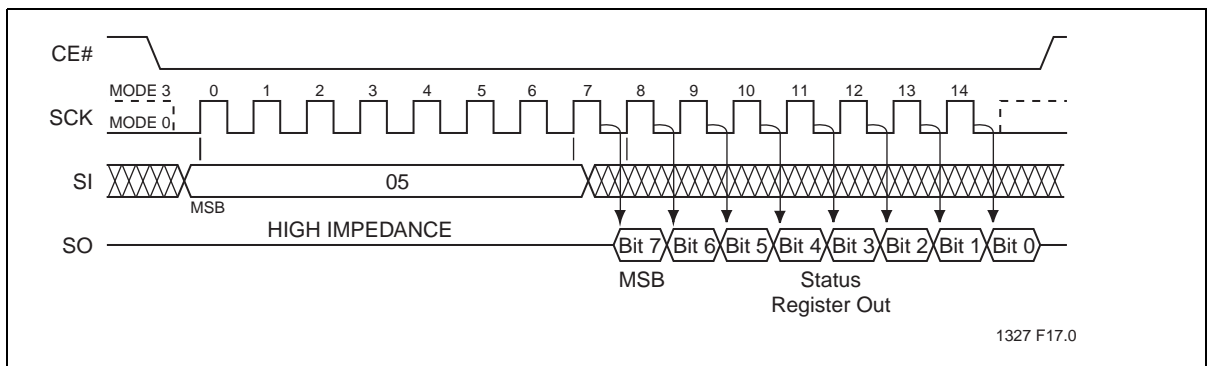 CE#
MODE 3 0 1 2 3 4 5 6 7 8 9 10 11 12 13 14
SCK MODE 0
SI 05
MSB
HIGH IMPEDANCE
SO Bit 7 Bit 6 Bit 5 Bit 4 Bit 3 Bit 2 Bit 1 Bit 0
MSB Status
Register Out
1327 F17.0